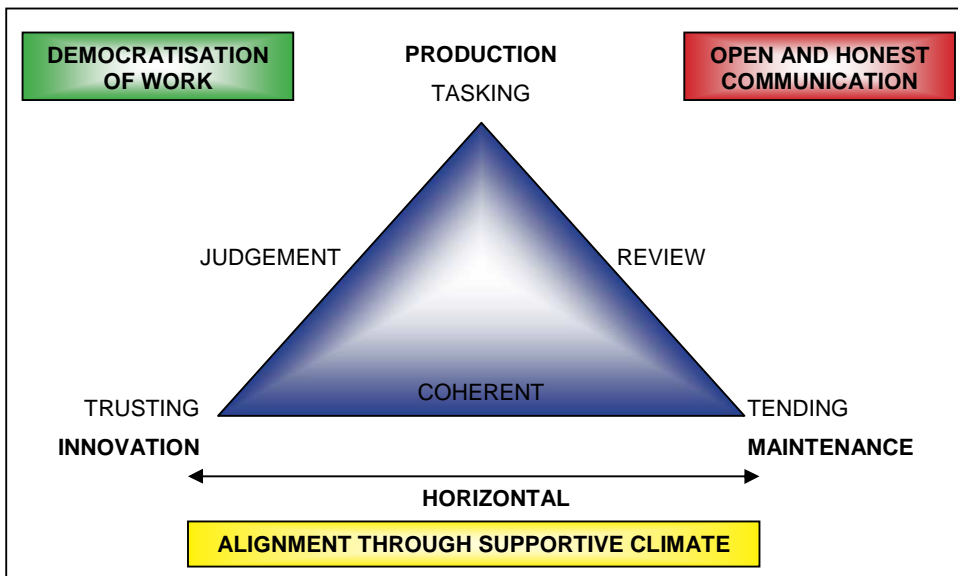 DEMOCRATISATION
OF WORK
PRODUCTION
TASKING
OPEN AND HONEST
COMMUNICATION
JUDGEMENT
REVIEW
COHERENT
TRUSTING
INNOVATION
TENDING
MAINTENANCE
HORIZONTAL
ALIGNMENT THROUGH SUPPORTIVE CLIMATE